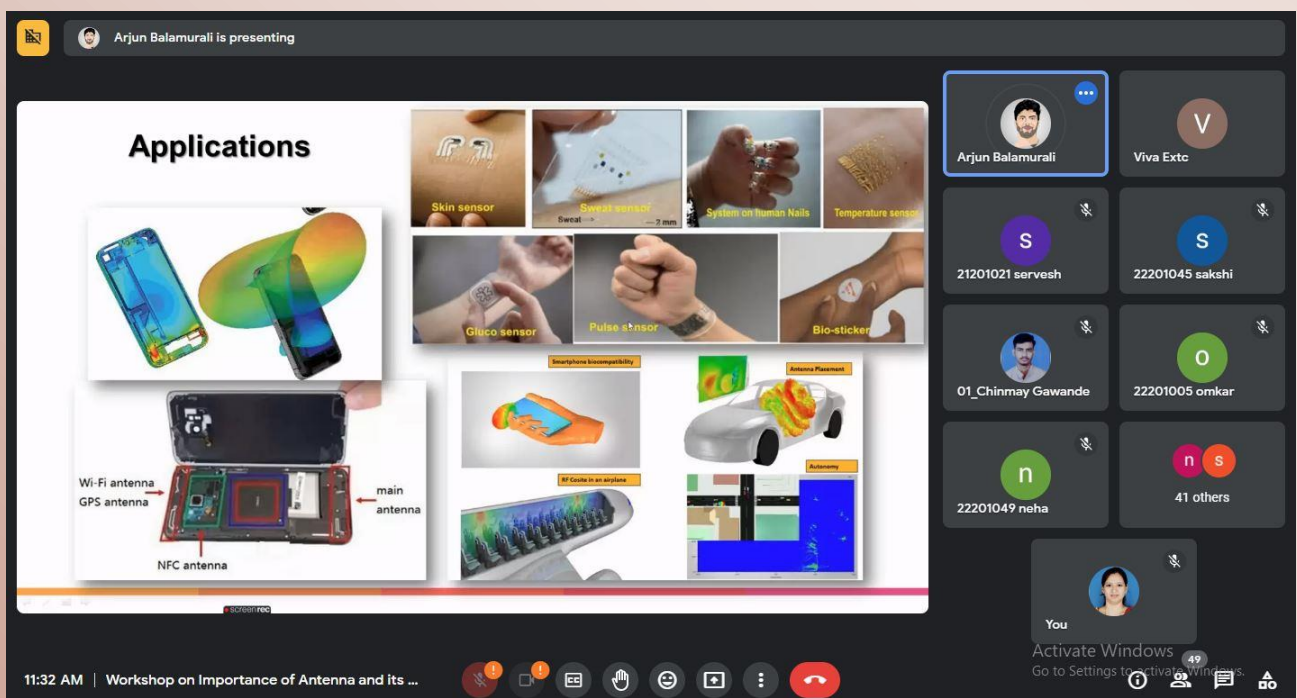 Arjun Balamurali is presenting
Applications
Skin sensor
Sweat sensor
Sweat
2 mm
System on human Nails
Temperature sensor
Gluco sensor
Pulse sensor
Bio-sticker
Wi-Fi antenna
GPS antenna
main
antenna
NFC antenna
Smartphone biocompatibility
Antenna Placement
RF Cosite in an airplane
Autonomy
screenrec
Arjun Balamurali
V
Viva Extc
s
21201021 servesh
s
22201045 sakshi
01_Chinmay Gawande
o
22201005 omkar
n
22201049 neha
n s
41 others
You
Activate Windows
Go to Settings to activate Windows.
49
11:32 AM | Workshop on Importance of Antenna and its ...
CC